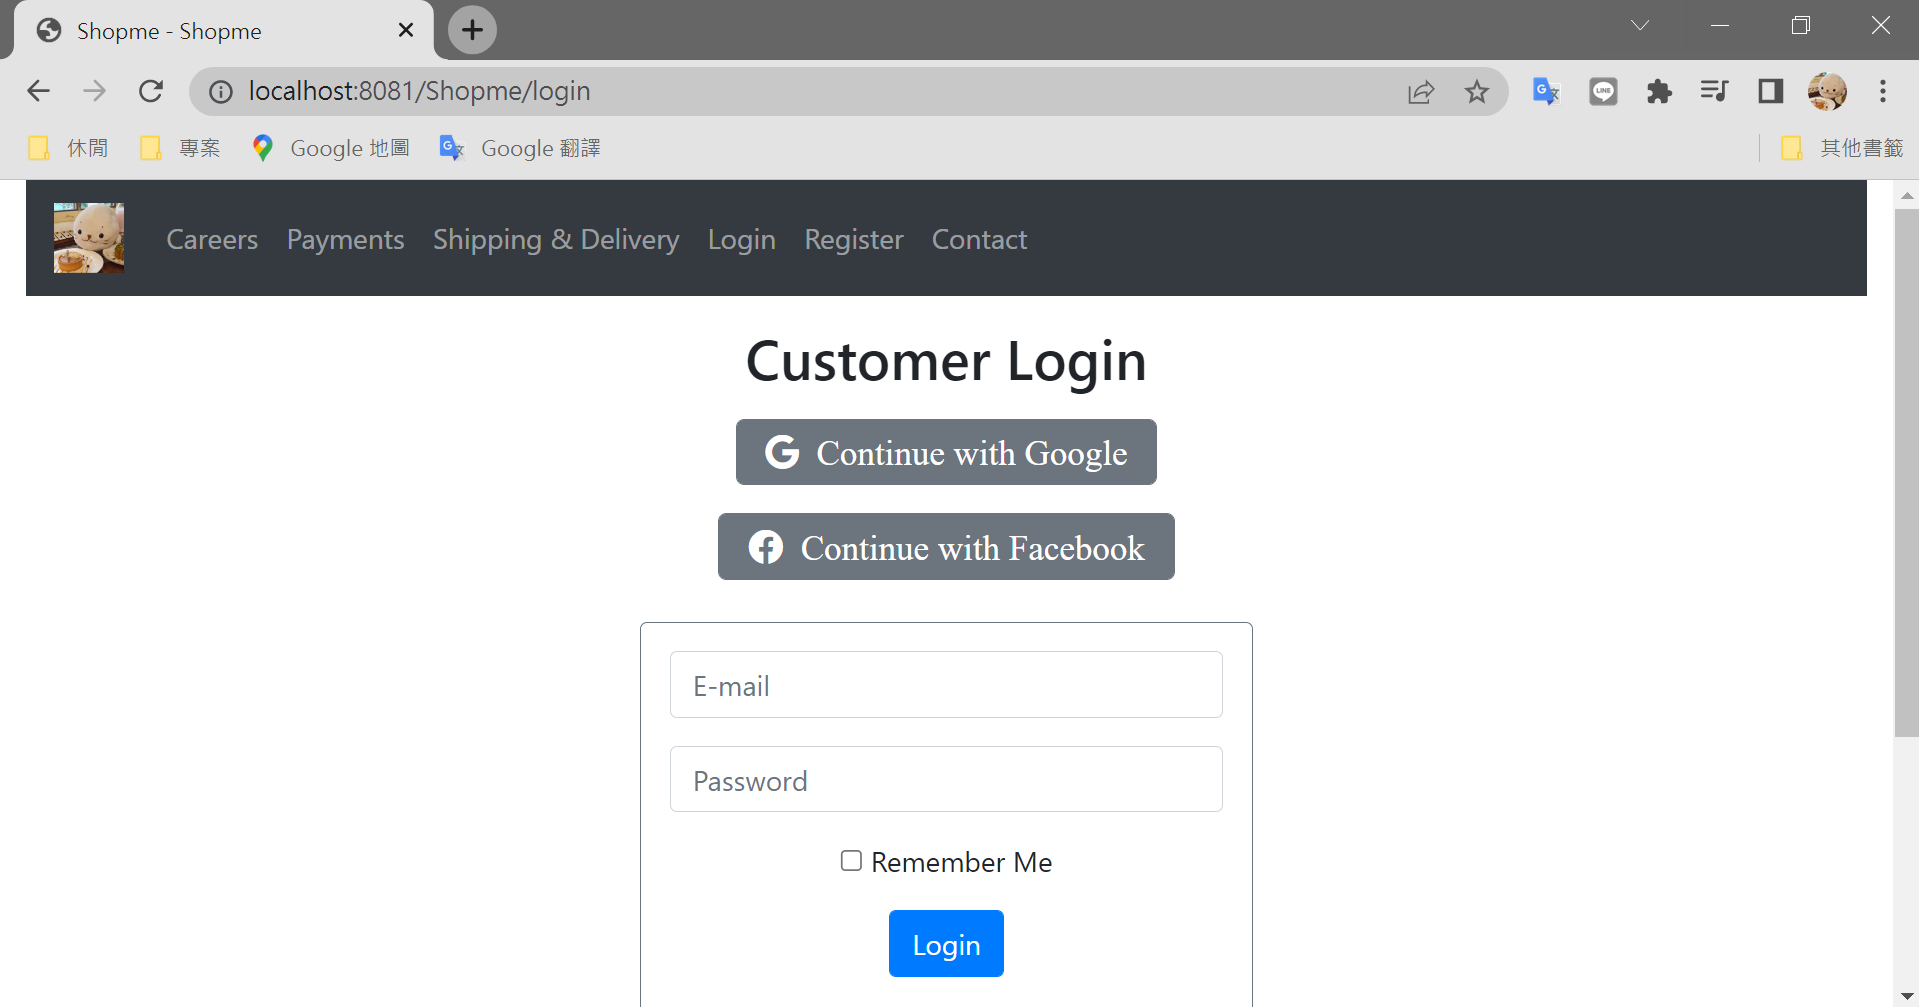 Shopme - Shopme
localhost:8081/Shopme/login
LINE
休閒 專案 Google 地圖 Google 翻譯 其他書籤
Careers Payments Shipping & Delivery Login Register Contact
Customer Login
Continue with Google
Continue with Facebook
E-mail
Password
Remember Me
Login